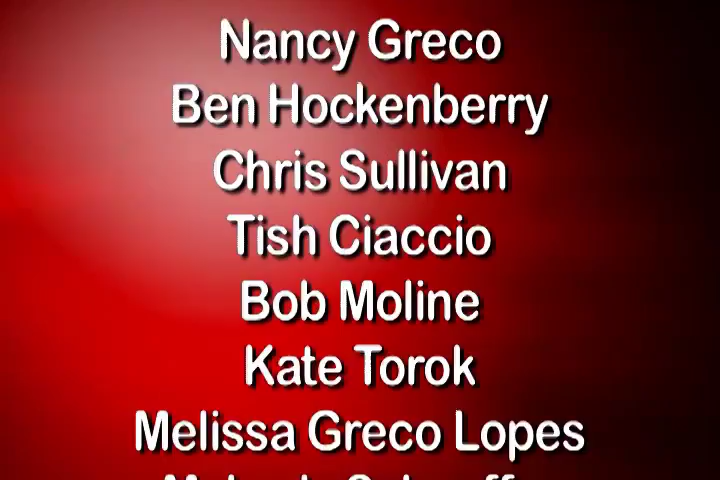 Nancy Greco
Ben Hockenberry
Chris Sullivan
Tish Ciaccio
Bob Moline
Kate Torok
Melissa Greco Lopes